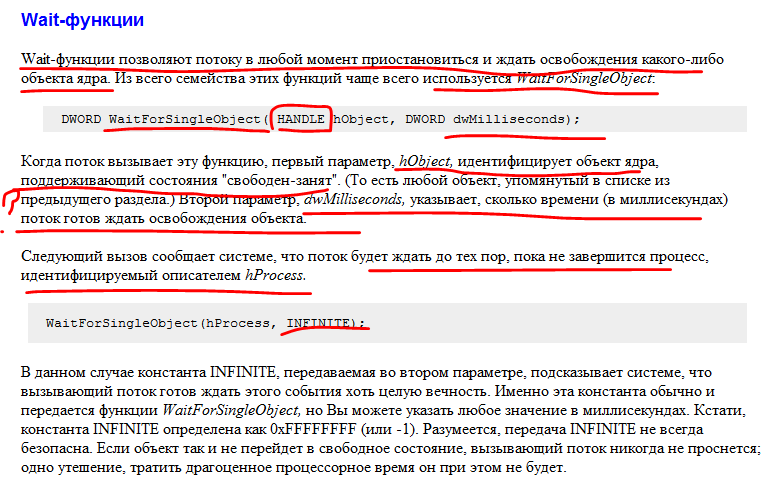 Wait-функции
Wait-функции позволяют потоку в любой момент приостановиться и ждать освобождения какого-либо
объекта ядра. Из всего семейства этих функций чаще всего используется WaitForSingleObject:
DWORD WaitForSingleObject( HANDLE hObject, DWORD dwMilliseconds);
Когда поток вызывает эту функцию, первый параметр, hObject, идентифицирует объект ядра,
поддерживающий состояния "свободен-занят". (То есть любой объект, упомянутый в списке из
предыдущего раздела.) Второй параметр, dwMilliseconds, указывает, сколько времени (в миллисекундах)
поток готов ждать освобождения объекта.
Следующий вызов сообщает системе, что поток будет ждать до тех пор, пока не завершится процесс,
идентифицируемый описателем hProcess.
WaitForSingleObject(hProcess, INFINITE);
В данном случае константа INFINITE, передаваемая во втором параметре, подсказывает системе, что
вызывающий поток готов ждать этого события хоть целую вечность. Именно эта константа обычно и
передается функции WaitForSingleObject, но Вы можете указать любое значение в миллисекундах. Кстати,
константа INFINITE определена как 0xFFFFFFFF (или -1). Разумеется, передача INFINITE не всегда
безопасна. Если объект так и не перейдет в свободное состояние, вызывающий поток никогда не проснется;
одно утешение, тратить драгоценное процессорное время он при этом не будет.